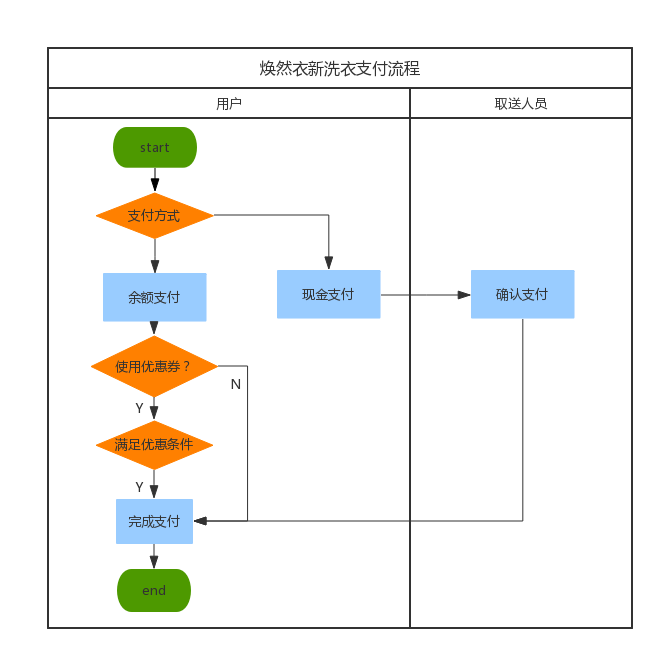 焕然衣新洗衣支付流程
用户
取送人员
start
支付方式
余额支付
现金支付
确认支付
使用优惠券？
N
Y
满足优惠条件
Y
完成支付
end